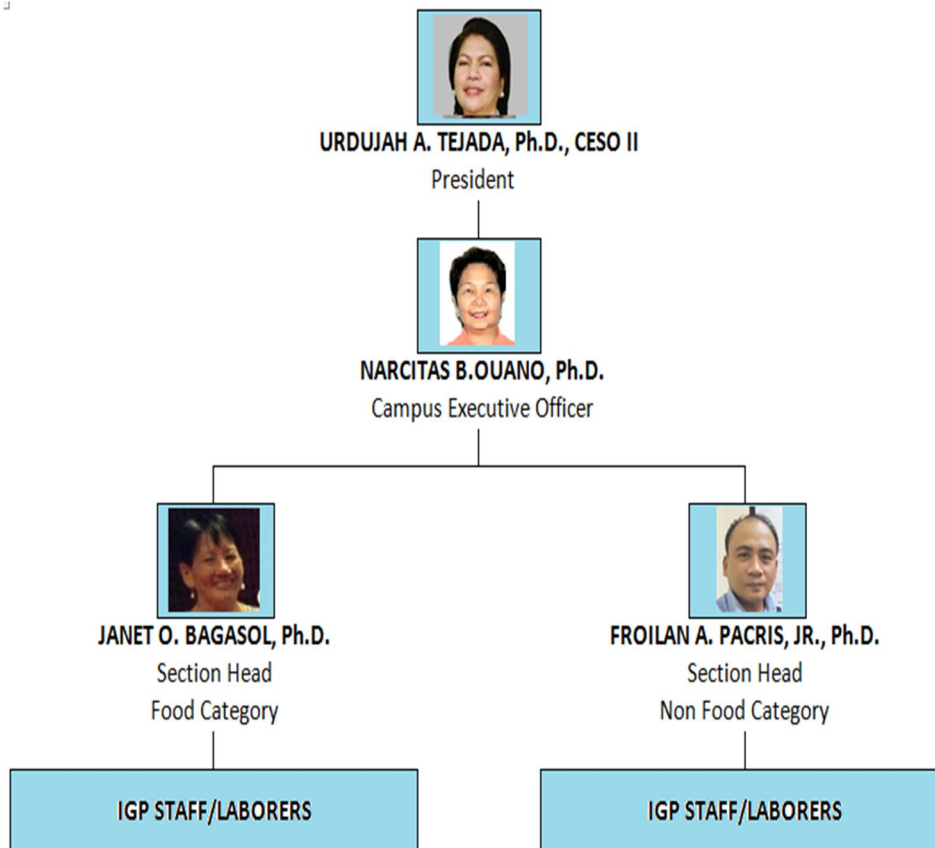 URDUJAH A. TEJADA, Ph.D., CESO II
President
NARCITAS B.OUANO, Ph.D.
Campus Executive Officer
JANET O. BAGASOL, Ph.D.
Section Head
Food Category
FROILAN A. PACRIS, JR., Ph.D.
Section Head
Non Food Category
IGP STAFF/LABORERS
IGP STAFF/LABORERS